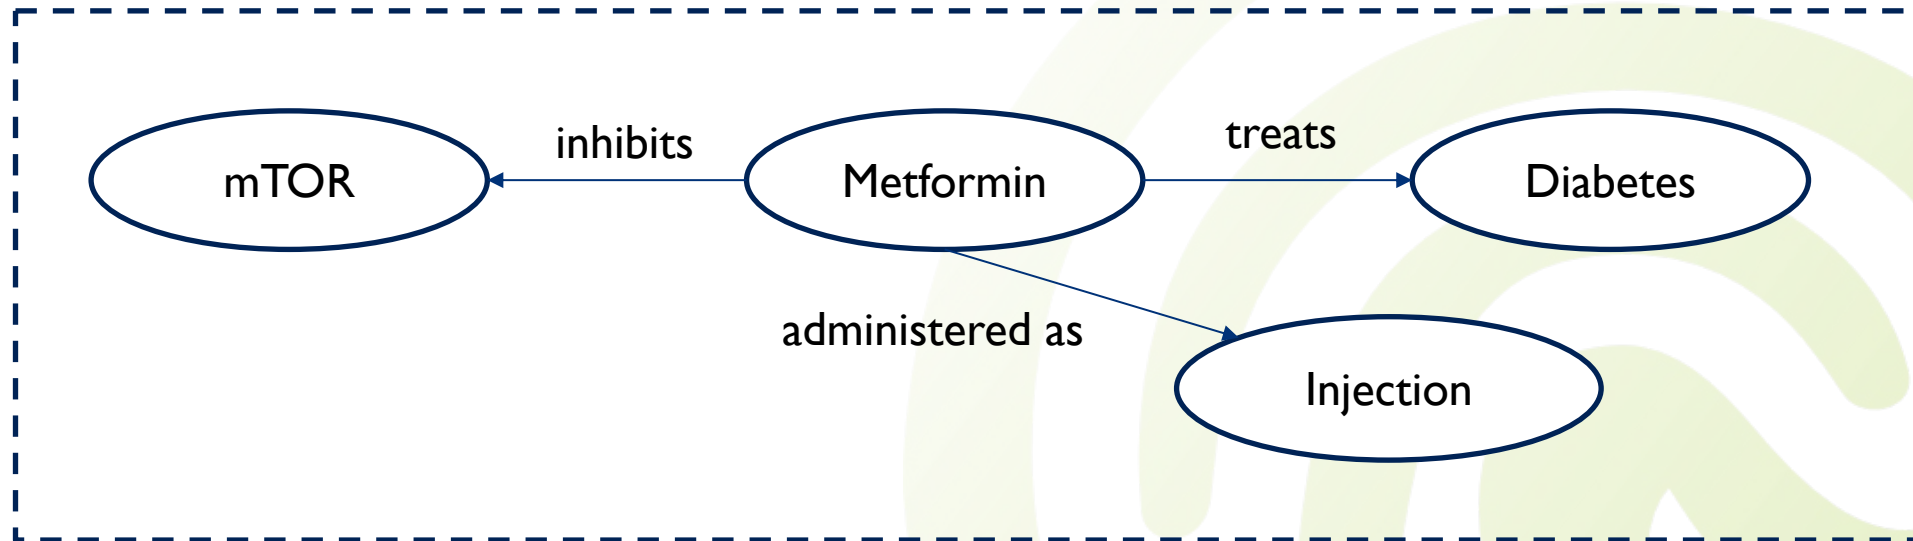 mTOR
inhibits
Metformin
treats
Diabetes
administered as
Injection